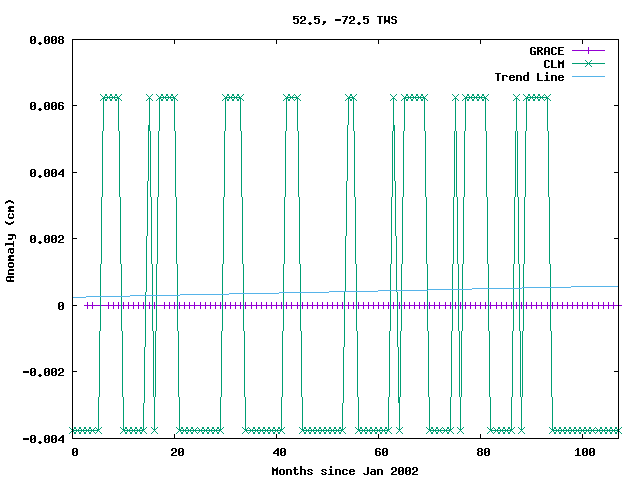 52.5, -72.5 TWS
GRACE
CLM
Trend Line
0.008
0.006
0.004
0.002
0
-0.002
-0.004
Anomaly (cm)
0 20 40 60 80 100
Months since Jan 2002